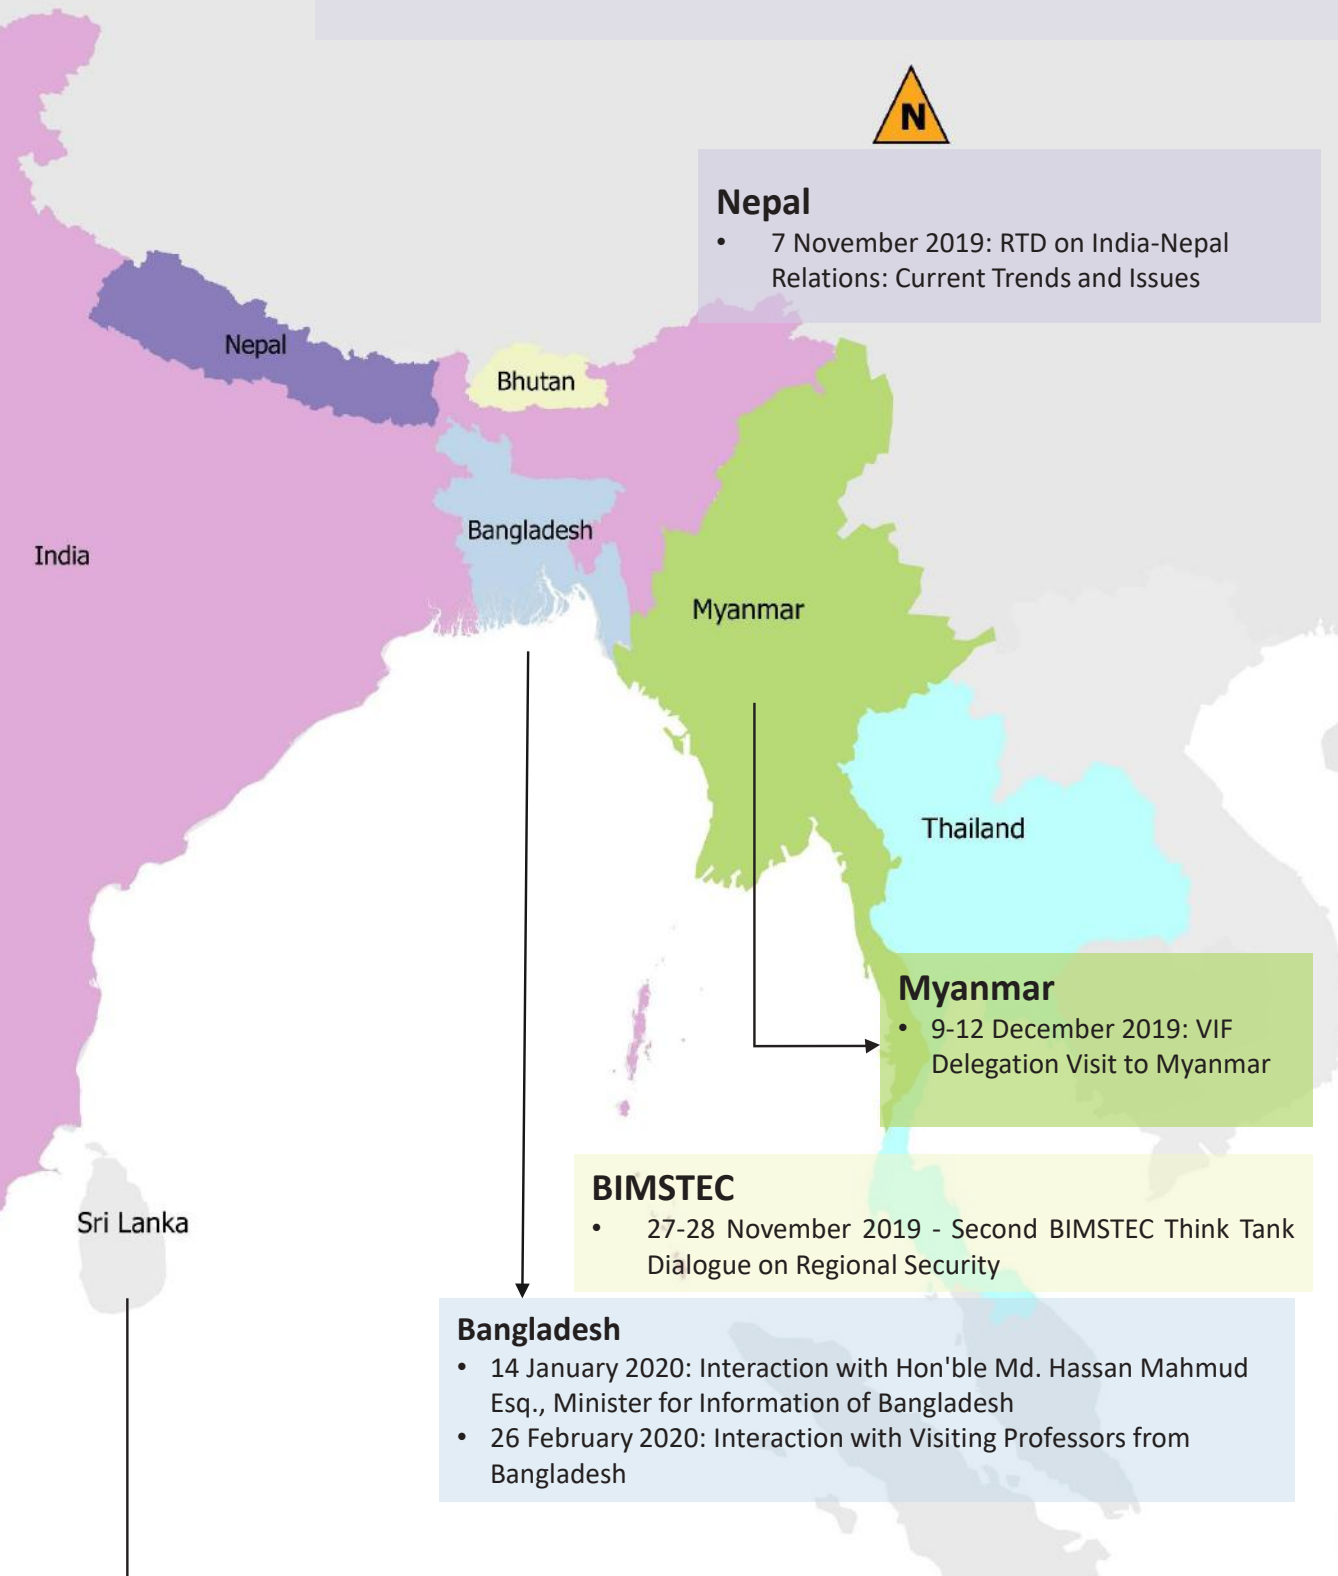 N
Nepal
• 7 November 2019: RTD on India-Nepal
Relations: Current Trends and Issues
Nepal
Bhutan
Bangladesh
India
Myanmar
Thailand
Myanmar
• 9-12 December 2019: VIF
Delegation Visit to Myanmar
BIMSTEC
• 27-28 November 2019 - Second BIMSTEC Think Tank
Dialogue on Regional Security
Sri Lanka
Bangladesh
• 14 January 2020: Interaction with Hon'ble Md. Hassan Mahmud
Esq., Minister for Information of Bangladesh
• 26 February 2020: Interaction with Visiting Professors from
Bangladesh